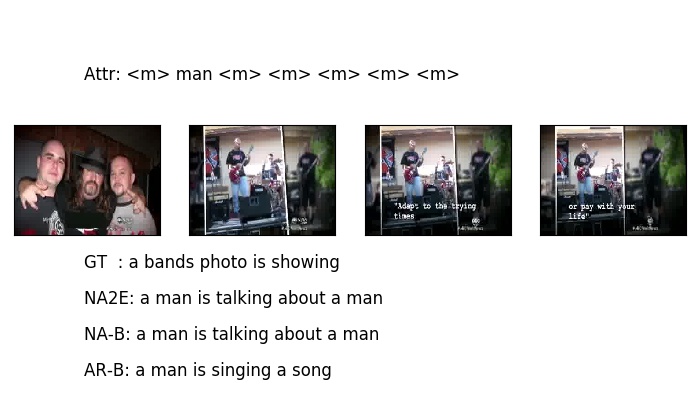 Attr: <m> man <m> <m> <m> <m> <m>
"Adapt to the trying
times
or pay with your
life"
GT  : a bands photo is showing
NA2E: a man is talking about a man
NA-B: a man is talking about a man
AR-B: a man is singing a song